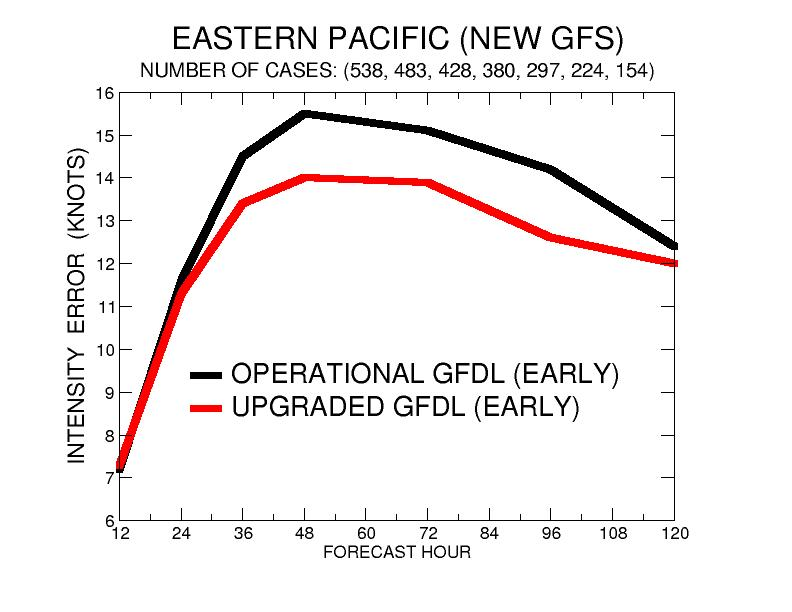 EASTERN PACIFIC (NEW GFS)
NUMBER OF CASES: (538, 483, 428, 380, 297, 224, 154)
16
15
14
13
12
11
10
9
8
7
6
INTENSITY ERROR (KNOTS)
OPERATIONAL GFDL (EARLY)
UPGRADED GFDL (EARLY)
12 24 36 48 60 72 84 96 108 120
FORECAST HOUR